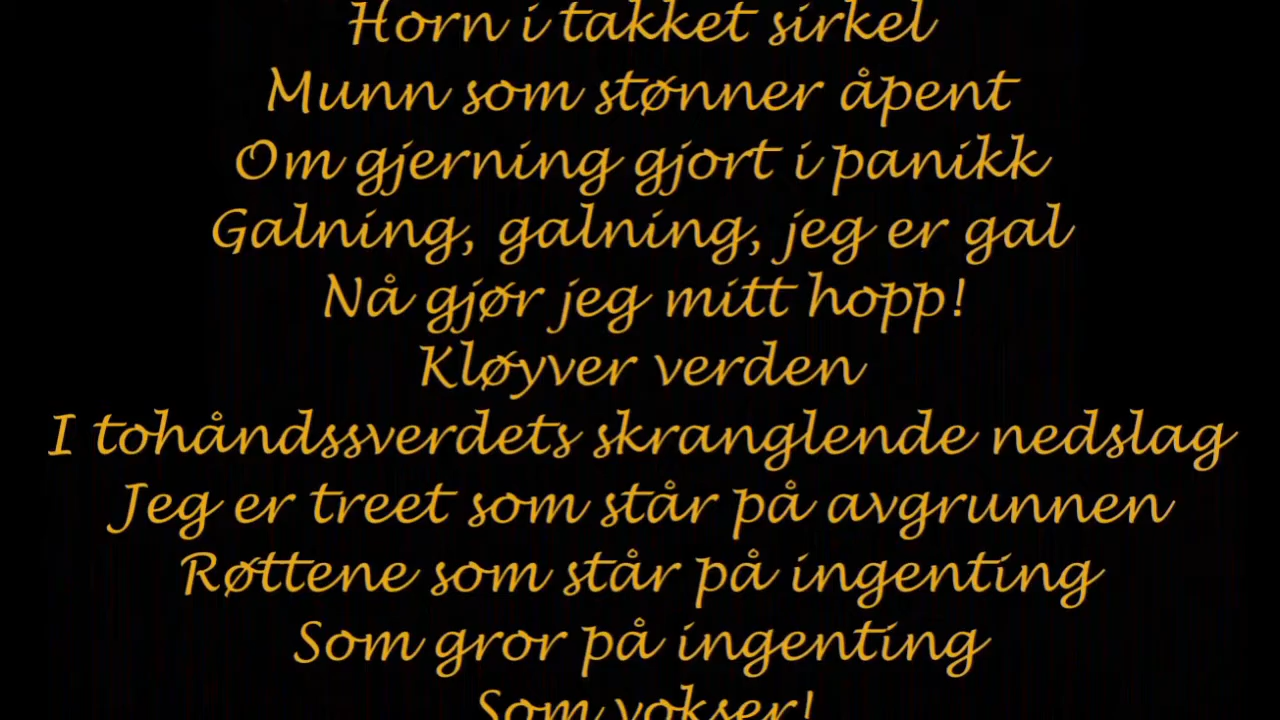 Horn i takket sirkel
Munn som stønner åpent
Om gjerning gjort i panikk
Galning, galning, jeg er gal
Nå gjør jeg mitt hopp!
Kløyver verden
I tohåndssverdets skranglende nedslag
Jeg er treet som står på avgrunnen
Røttene som står på ingenting
Som gror på ingenting
Som vokser!